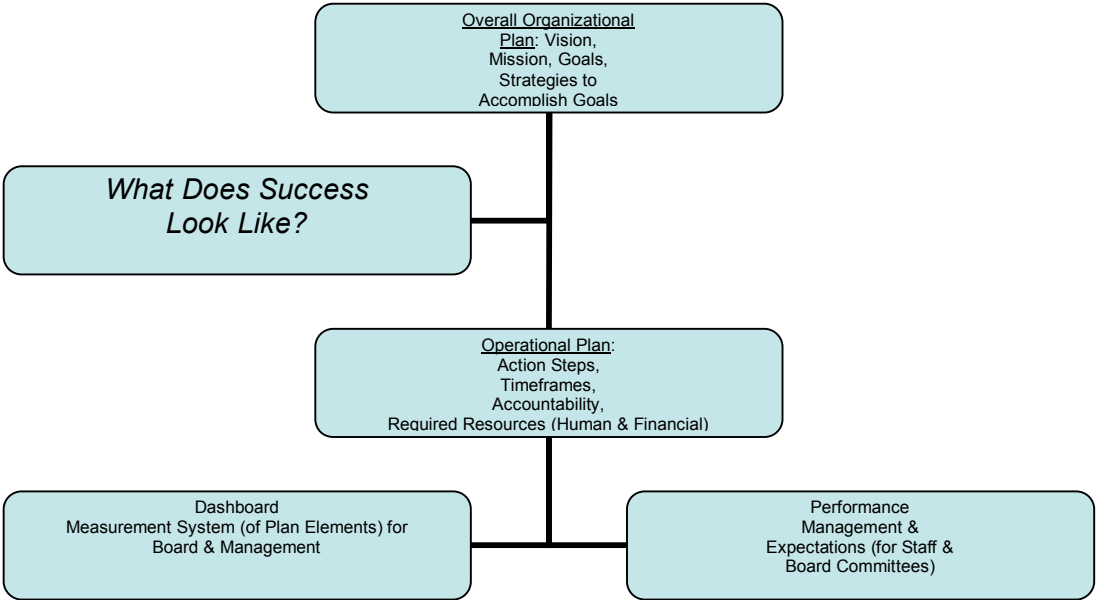 Overall Organizational
Plan: Vision,
Mission, Goals,
Strategies to
Accomplish Goals
What Does Success
Look Like?
Operational Plan:
Action Steps,
Timeframes,
Accountability,
Required Resources (Human & Financial)
Dashboard
Measurement System (of Plan Elements) for
Board & Management
Performance
Management &
Expectations (for Staff &
Board Committees)